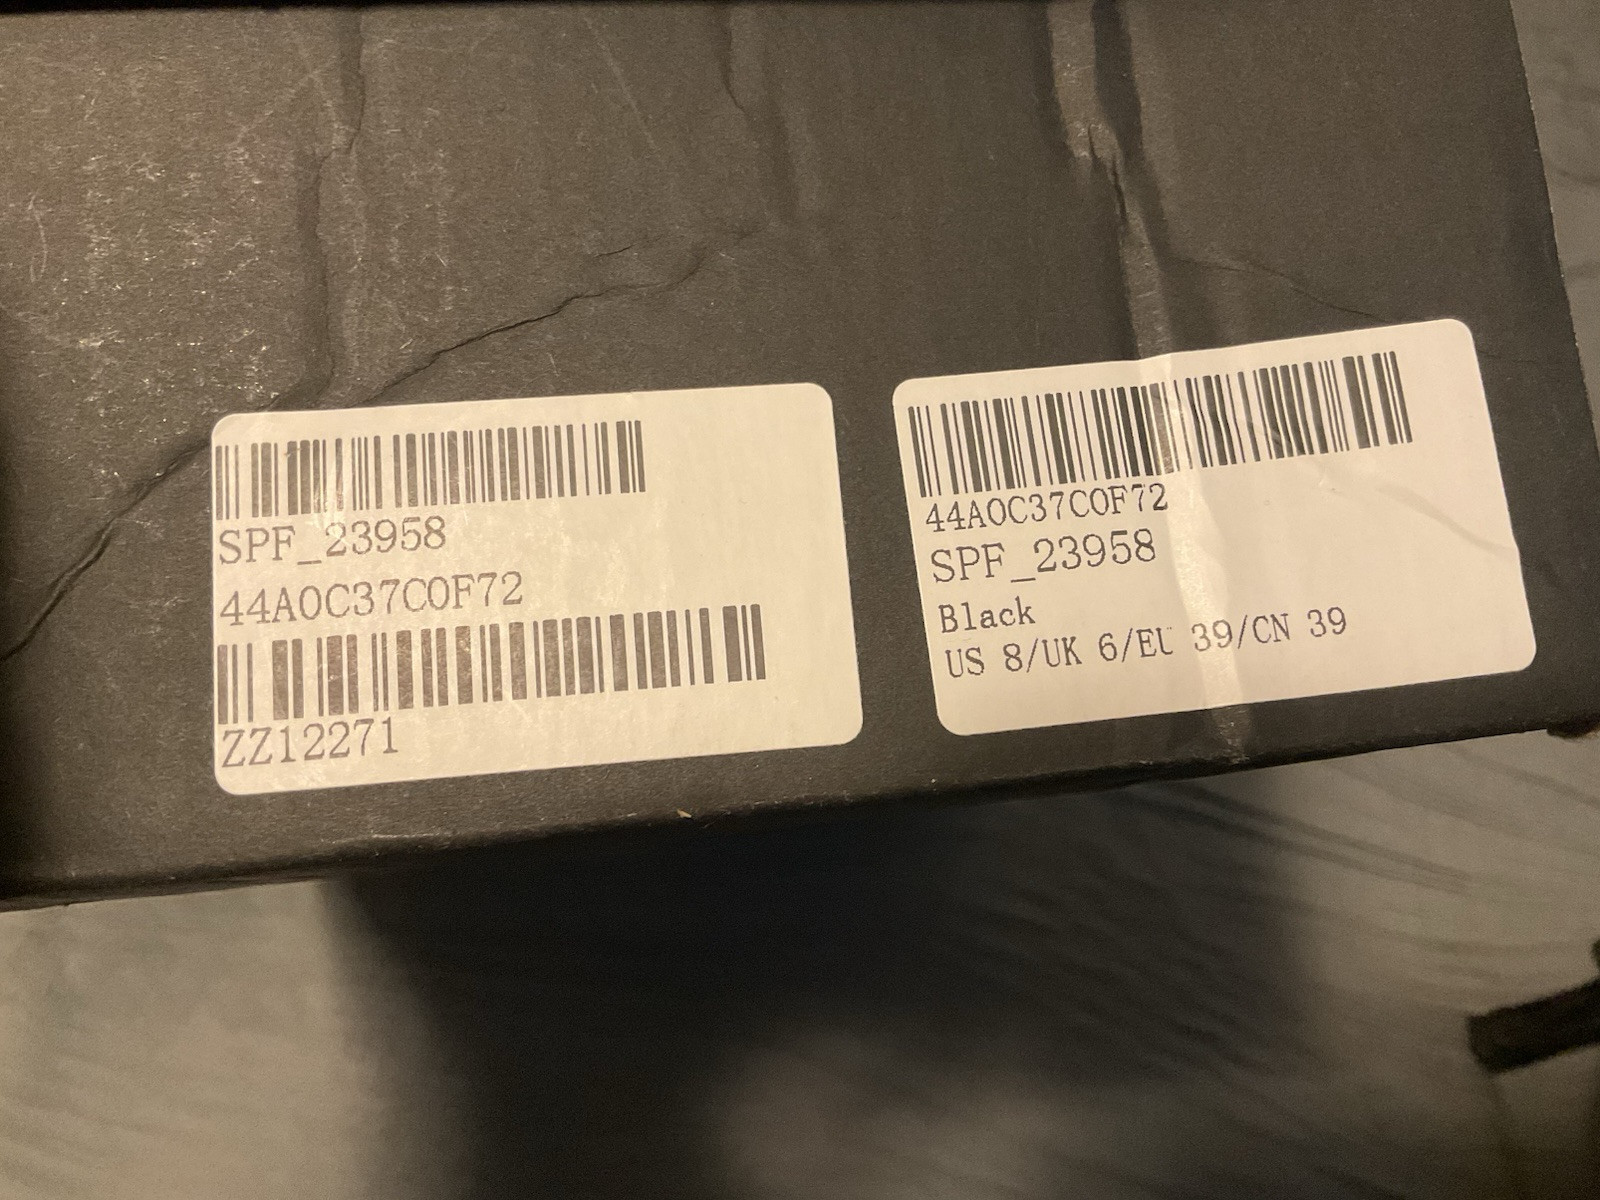 SPF_23958
44A0C37C0F72
ZZ12271
44A0C37C0F72
SPF_23958
Black
US 8/UK 6/EU 39/CN 39